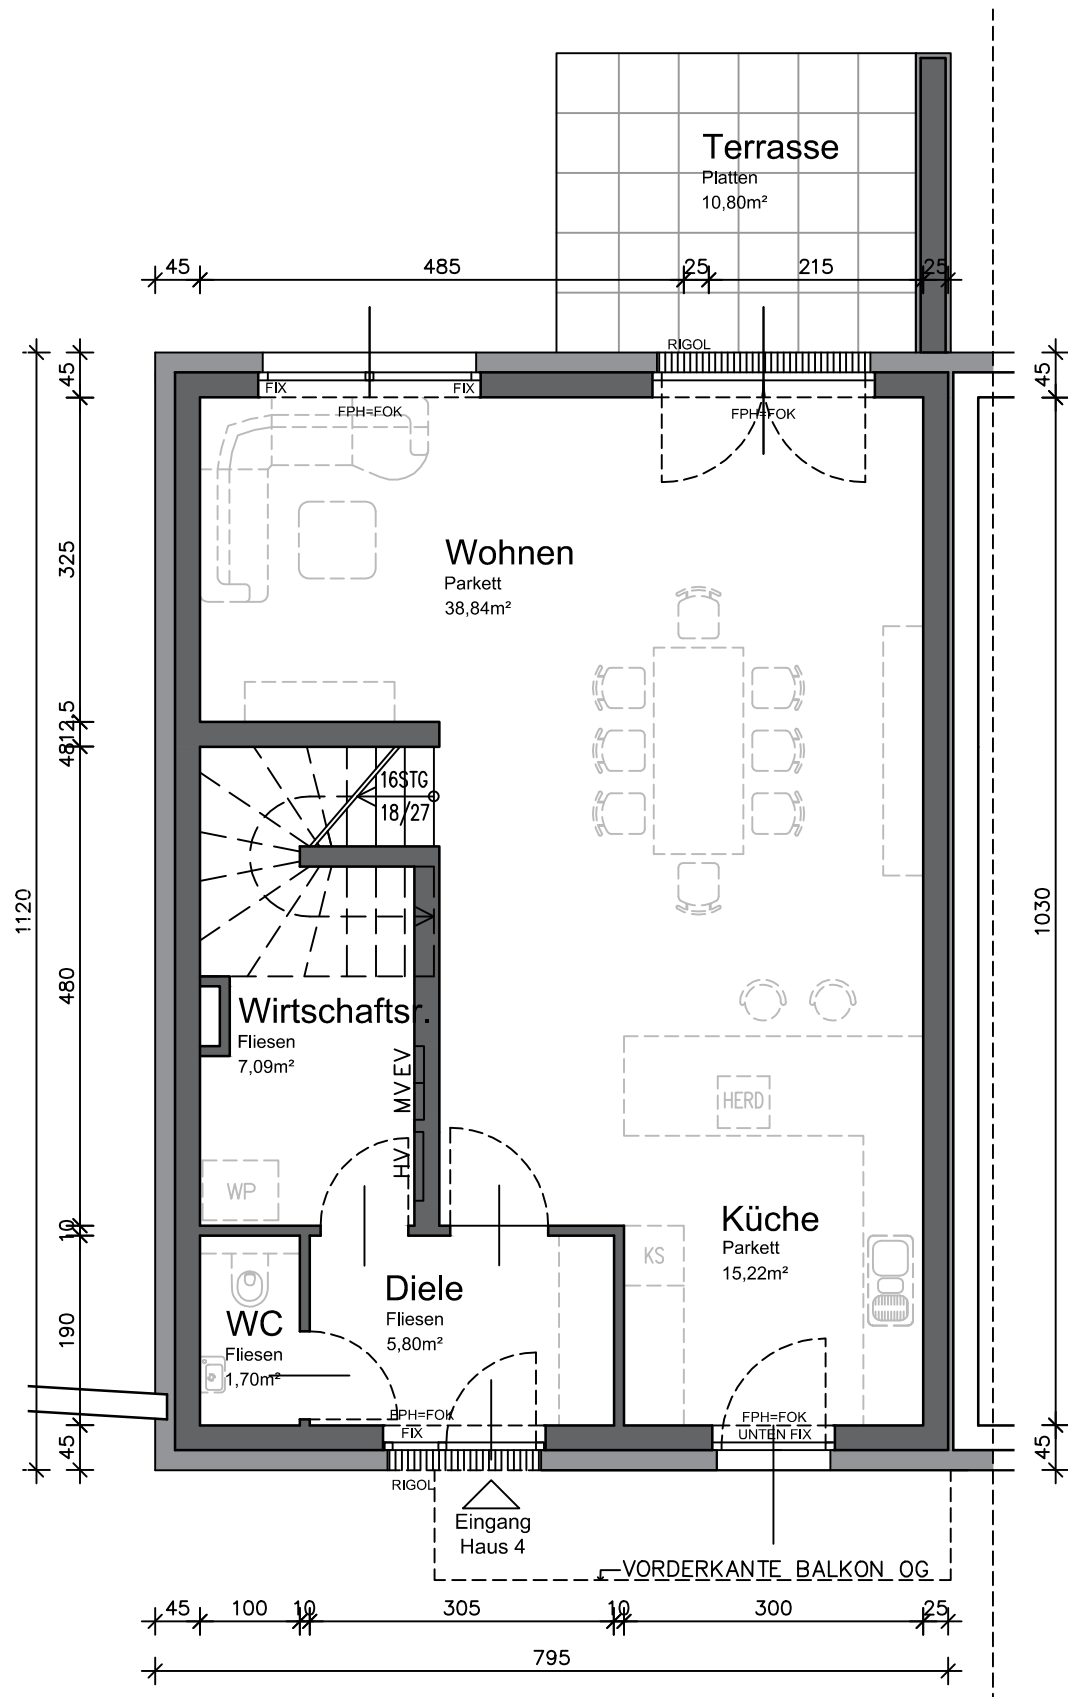 Terrasse
Platten
10,80m²
45
485
25
215
25
RIGOL
FIX
FIX
FPH=FOK
FPH=FOK
45
45
325
Wohnen
Parkett
38,84m²
12,5
48
16STG
18/27
1120
1030
480
Wirtschaftsr.
Fliesen
7,09m²
MVEV
HERD
HV
WP
10
KS
Küche
Parkett
15,22m²
Diele
Fliesen
5,80m²
WC
Fliesen
1,70m²
190
FPH=FOK
FIX
FPH=FOK
UNTEN FIX
45
45
RIGOL
Eingang
Haus 4
VORDERKANTE BALKON OG
45
100
10
305
10
300
25
795